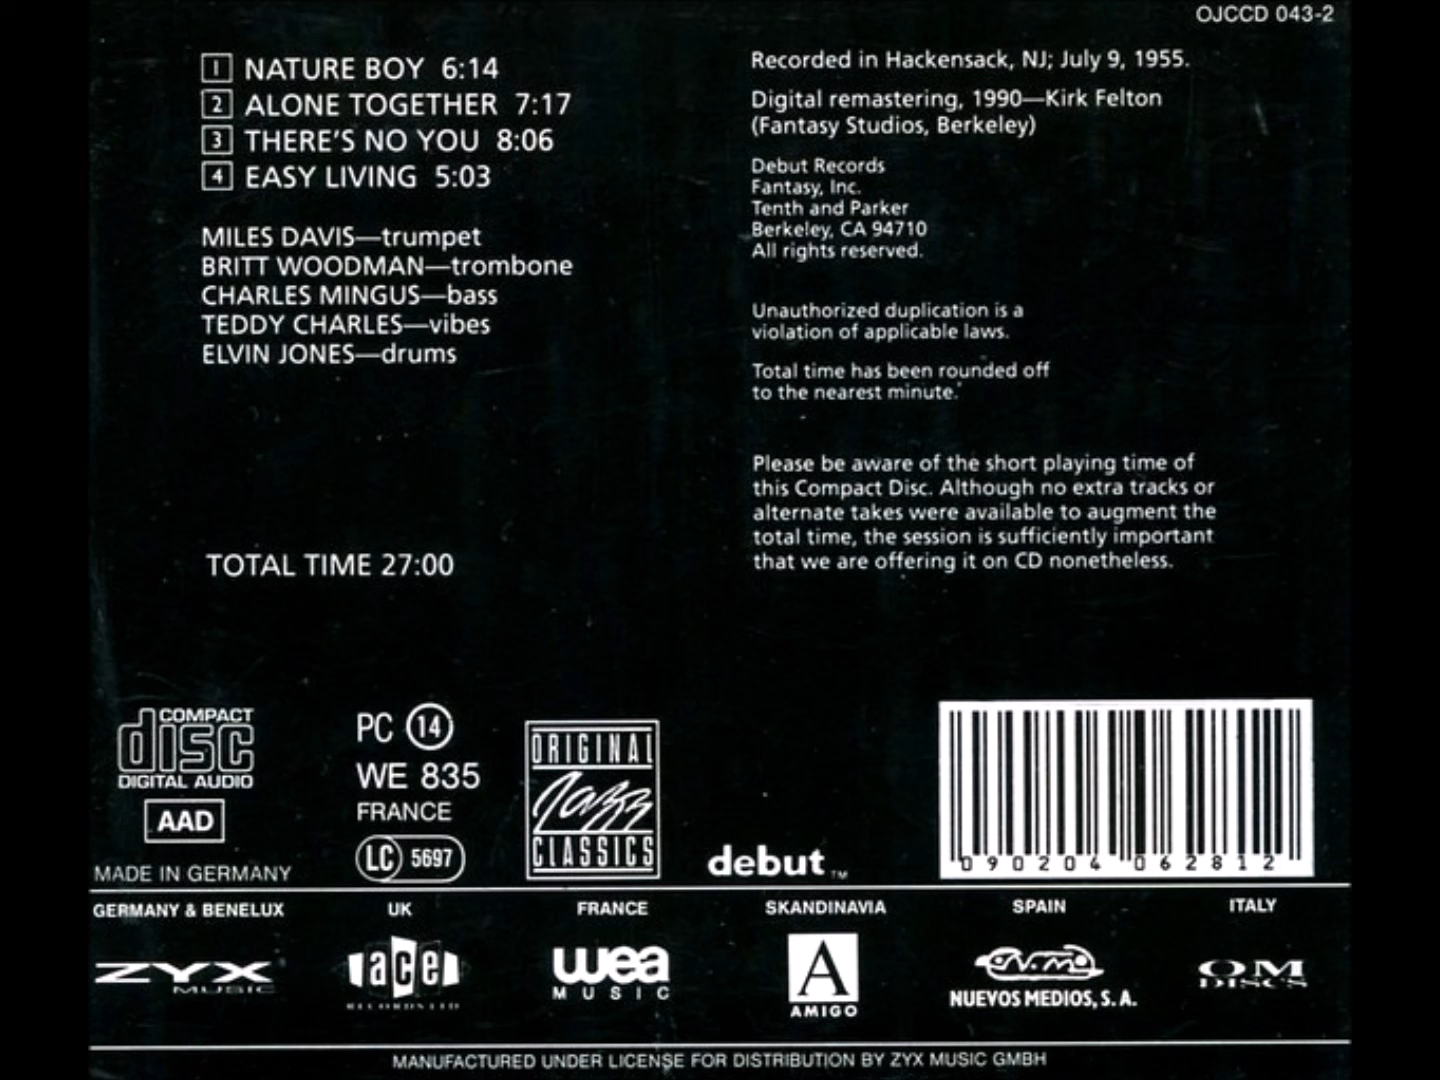 OJCCD 043-2
1 NATURE BOY 6:14
2 ALONE TOGETHER 7:17
3 THERE'S NO YOU 8:06
4 EASY LIVING 5:03
MILES DAVIS—trumpet
BRITT WOODMAN—trombone
CHARLES MINGUS—bass
TEDDY CHARLES—vibes
ELVIN JONES—drums
TOTAL TIME 27:00
Recorded in Hackensack, NJ; July 9, 1955.
Digital remastering, 1990—Kirk Felton
(Fantasy Studios, Berkeley)
Debut Records
Fantasy, Inc.
Tenth and Parker
Berkeley, CA 94710
All rights reserved.
Unauthorized duplication is a
violation of applicable laws.
Total time has been rounded off
to the nearest minute.
Please be aware of the short playing time of
this Compact Disc. Although no extra tracks or
alternate takes were available to augment the
total time, the session is sufficiently important
that we are offering it on CD nonetheless.
COMPACT
disc
DIGITAL AUDIO
AAD
MADE IN GERMANY
PC 14
WE 835
FRANCE
LC 5697
ORIGINAL
Jazz
CLASSICS
debut TM
090204 062812
GERMANY & BENELUX
ZYX
MUSIC
UK
ace
RECORDS LTD
FRANCE
wea
MUSIC
SKANDINAVIA
A
AMIGO
SPAIN
N.M.
NUEVOS MEDIOS, S.A.
ITALY
OM
DISCS
MANUFACTURED UNDER LICENSE FOR DISTRIBUTION BY ZYX MUSIC GMBH